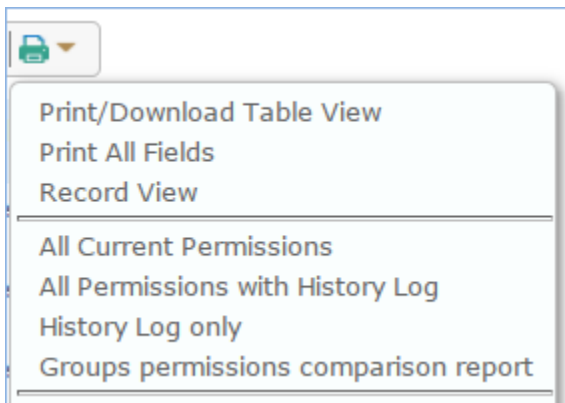 Print/Download Table View
Print All Fields
Record View
All Current Permissions
All Permissions with History Log
History Log only
Groups permissions comparison report